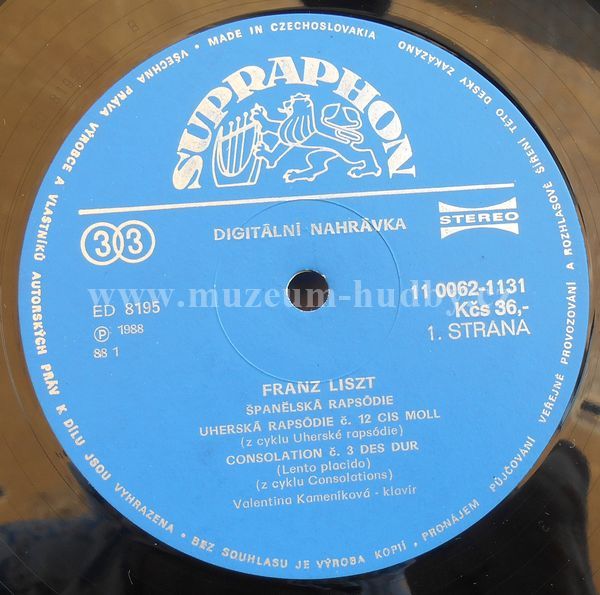 VŠECHNA PRÁVA VÝROBCE A VLASTNÍKŮ AUTORSKÝCH PRÁV K DÍLU JSOU VYHRAZENA • BEZ SOUHLASU JE VÝROBA KOPIÍ, PRONÁJEM PŮJČOVÁNÍ VEŘEJNÉ PROVOZOVÁNÍ A ROZHLASOVÉ ŠÍŘENÍ TÉTO DESKY ZAKÁZÁNO
• MADE IN CZECHOSLOVAKIA
SUPRAPHON
33
DIGITÁLNÍ NAHRÁVKA
STEREO
www.muzeum-hudby.cz
11 0062-1131
ED 8195
Kčs 36,-
Ⓟ 1988
1. STRANA
88 1
FRANZ LISZT
ŠPANĚLSKÁ RAPSÓDIE
UHERSKÁ RAPSÓDIE č. 12 CIS MOLL
(z cyklu Uherské rapsódie)
CONSOLATION č. 3 DES DUR
(Lento placido)
(z cyklu Consolations)
Valentina Kameníková - klavír